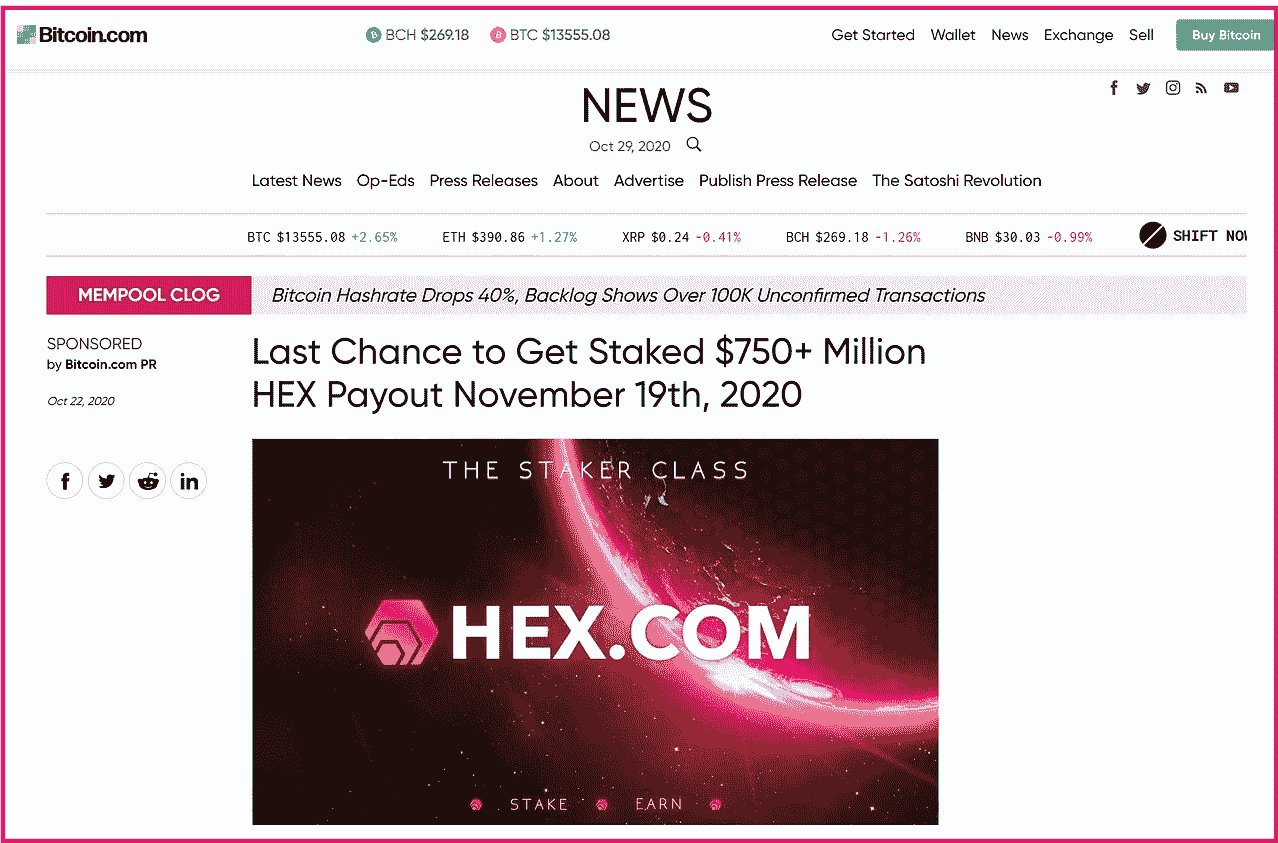 Bitcoin.com
BCH $269.18 BTC $13555.08
Get Started Wallet News Exchange Sell Buy Bitcoin
NEWS
Oct 29, 2020
Latest News Op-Eds Press Releases About Advertise Publish Press Release The Satoshi Revolution
BTC $13555.08 +2.65% ETH $390.86 +1.27% XRP $0.24 -0.41% BCH $269.18 -1.26% BNB $30.03 -0.99% SHIFT
MEMPOOL CLOG Bitcoin Hashrate Drops 40%, Backlog Shows Over 100K Unconfirmed Transactions
SPONSORED
by Bitcoin.com PR
Oct 22, 2020
Last Chance to Get Staked $750+ Million
HEX Payout November 19th, 2020
THE STAKER CLASS
HEX.COM
STAKE EARN